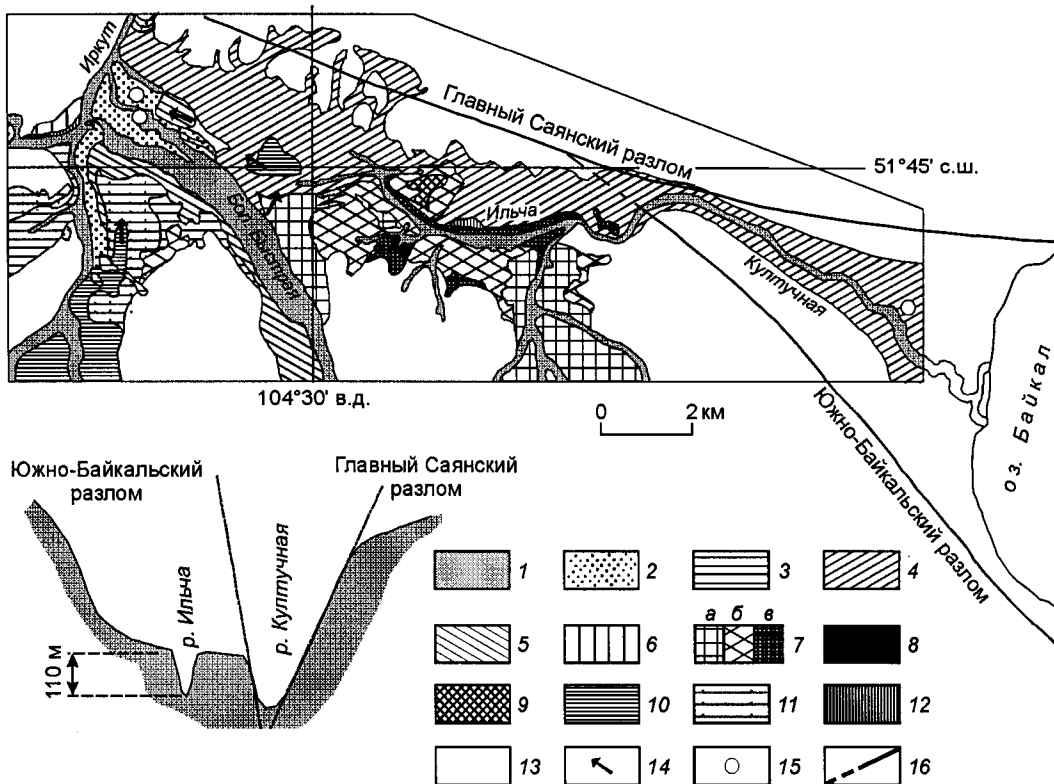 Иркут
Главный Саянский разлом
51°45' с.ш.
Бол. Быстрая
Ильча
Култучная
104°30' в.д.
0 2 км
Южно-Байкальский разлом
оз. Байкал
Южно-Байкальский
разлом
Главный Саянский
разлом
р. Ильча
р. Култучная
110 м
1 2 3 4
а б в
5 6 7 8
9 10 11 12
13 14 15 16